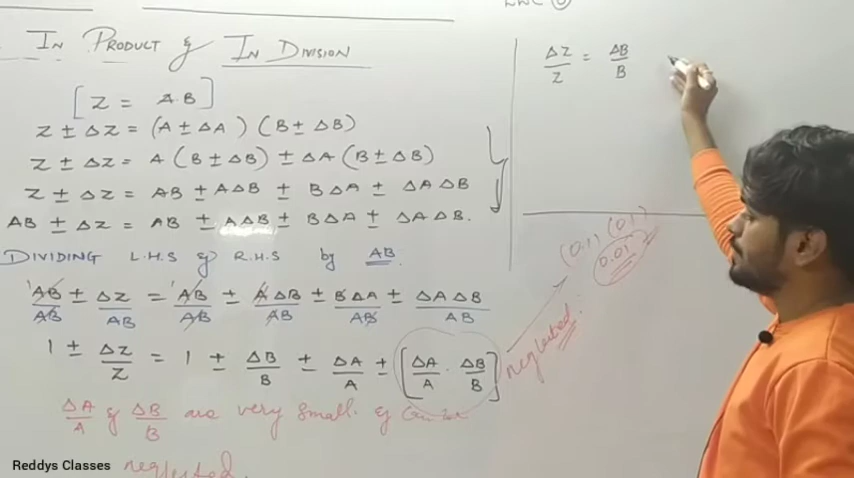 In Product & In Division
[Z = A.B]
Z ± ΔZ = (A ± ΔA) (B ± ΔB)
Z ± ΔZ = A (B ± ΔB) ± ΔA (B ± ΔB)
Z ± ΔZ = AB ± AΔB ± BΔA ± ΔAΔB
AB ± ΔZ = AB ± AΔB ± BΔA ± ΔAΔB.
Dividing L.H.S & R.H.S by AB.
AB/AB ± ΔZ/AB = AB/AB ± AΔB/AB ± BΔA/AB ± ΔAΔB/AB
1 ± ΔZ/Z = 1 ± ΔB/B ± ΔA/A ± [ΔA/A . ΔB/B]
ΔA/A & ΔB/B are very small. &
neglected.
Reddys Classes
ΔZ/Z = ΔB/B
(0.1) (0.1)
0.01
neglected.